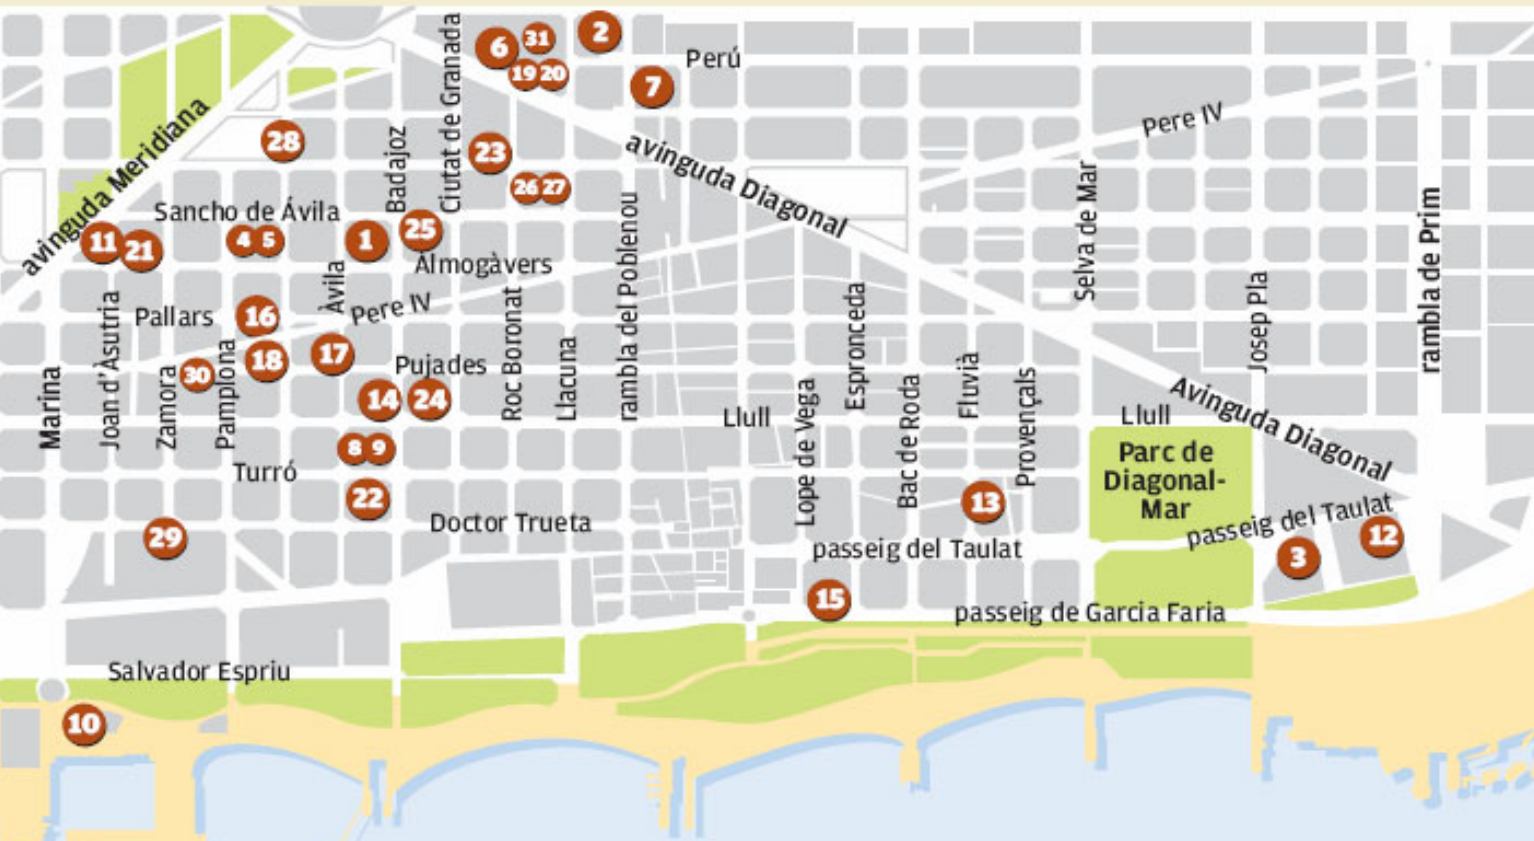 6
31
2
19
20
Perú
7
Ciutat de Granada
avinguda Meridiana
28
Badajoz
23
avinguda Diagonal
Pere IV
26
27
Sancho de Ávila
11
21
4
5
1
25
Almogàvers
rambla del Poblenou
Selva de Mar
rambla de Prim
Àvila
Pere IV
Pallars
16
Joan d'Àsutria
Marina
Zamora
30
Pamplona
18
17
Pujades
14
24
Roc Boronat
Llacuna
Llull
Lope de Vega
Espronceda
Bac de Roda
Fluvià
Provençals
Josep Pla
Llull
Avinguda Diagonal
Parc de
Diagonal-
Mar
8
9
Turró
22
Doctor Trueta
13
29
passeig del Taulat
passeig del Taulat
3
12
15
passeig de Garcia Faria
Salvador Espriu
10